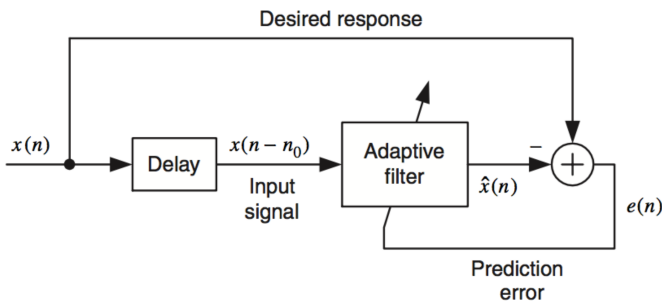 Desired response
x(n)
Delay
x(n − n₀)
Input
signal
Adaptive
filter
−
+
x̂(n)
e(n)
Prediction
error